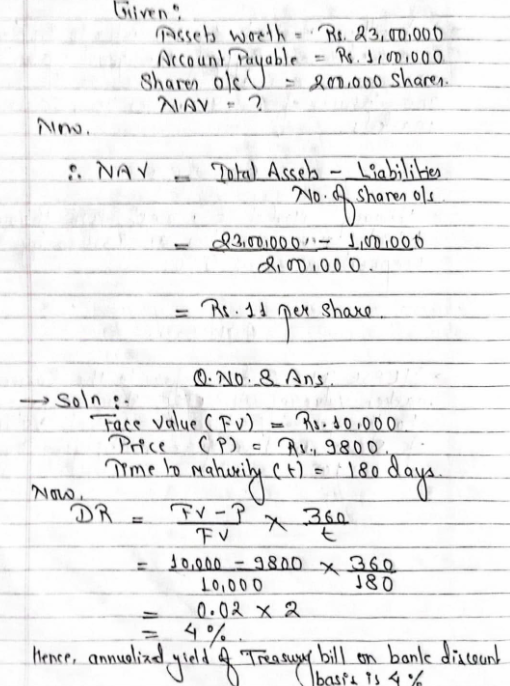 Given:
Assets worth = Rs. 23,00,000
Account Payable = Rs. 1,00,000
Shares o/s = 200,000 Shares.
NAV = ?
Now.
∴ NAV = Total Assets - Liabilities
No. of shares o/s
= 23,00,000 - 1,00,000
2,00,000.
= Rs. 11 per share.
Q.No. 8 Ans.
→ Soln :-
Face value (FV) = Rs. 10,000
Price (P) = Rs. 9800.
Time to Maturity (t) = 180 days.
Now,
DR = FV - P × 360
FV t
= 10,000 - 9800 × 360
10,000 180
= 0.02 × 2
= 4%.
Hence, annualized yield of Treasury bill on bank discount
basis is 4%